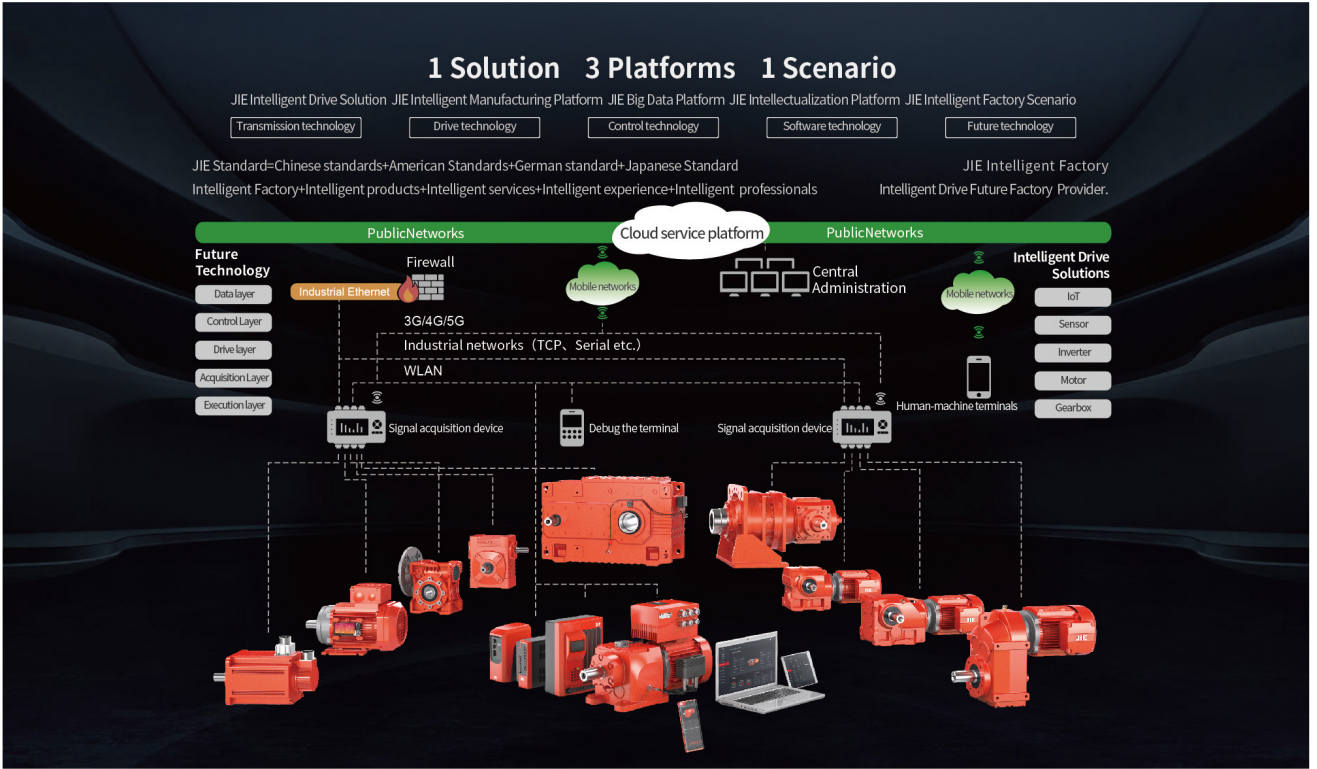 1 Solution 3 Platforms 1 Scenario
JIE Intelligent Drive Solution JIE Intelligent Manufacturing Platform JIE Big Data Platform JIE Intellectualization Platform JIE Intelligent Factory Scenario
Transmission technology
Drive technology
Control technology
Software technology
Future technology
JIE Standard=Chinese standards+American Standards+German standard+Japanese Standard
JIE Intelligent Factory
Intelligent Factory+Intelligent products+Intelligent services+Intelligent experience+Intelligent professionals
Intelligent Drive Future Factory Provider.
PublicNetworks
Cloud service platform
PublicNetworks
Future
Technology
Data layer
Control Layer
Drive layer
Acquisition Layer
Execution layer
Industrial Ethernet
Firewall
Mobile networks
Central
Administration
Mobile networks
Intelligent Drive
Solutions
IoT
Sensor
Inverter
Motor
Gearbox
3G/4G/5G
Industrial networks（TCP、Serial etc.）
WLAN
Human-machine terminals
Signal acquisition device
Debug the terminal
Signal acquisition device
JIE
JIE